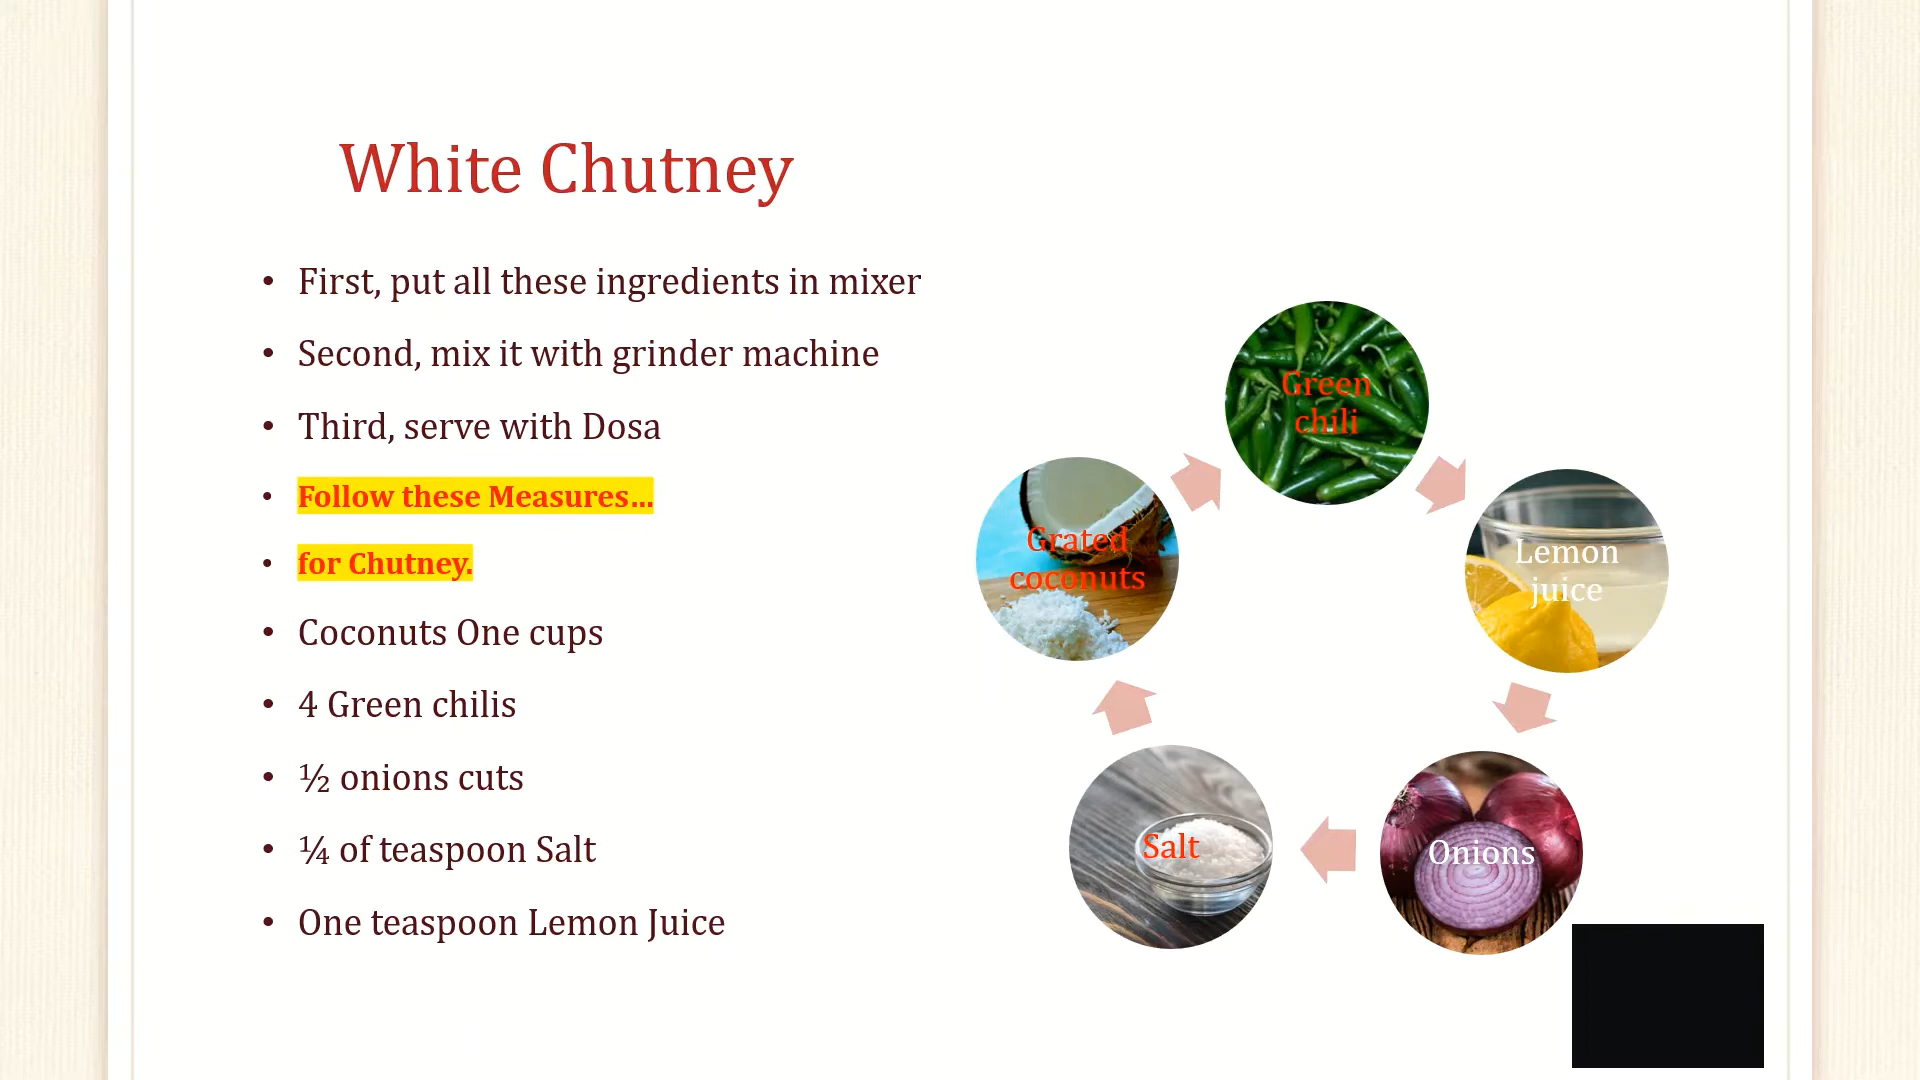 White Chutney
• First, put all these ingredients in mixer
• Second, mix it with grinder machine
• Third, serve with Dosa
• Follow these Measures...
• for Chutney.
• Coconuts One cups
• 4 Green chilis
• ½ onions cuts
• ¼ of teaspoon Salt
• One teaspoon Lemon Juice
Green
chili
Lemon
juice
Onions
Salt
Grated
coconuts